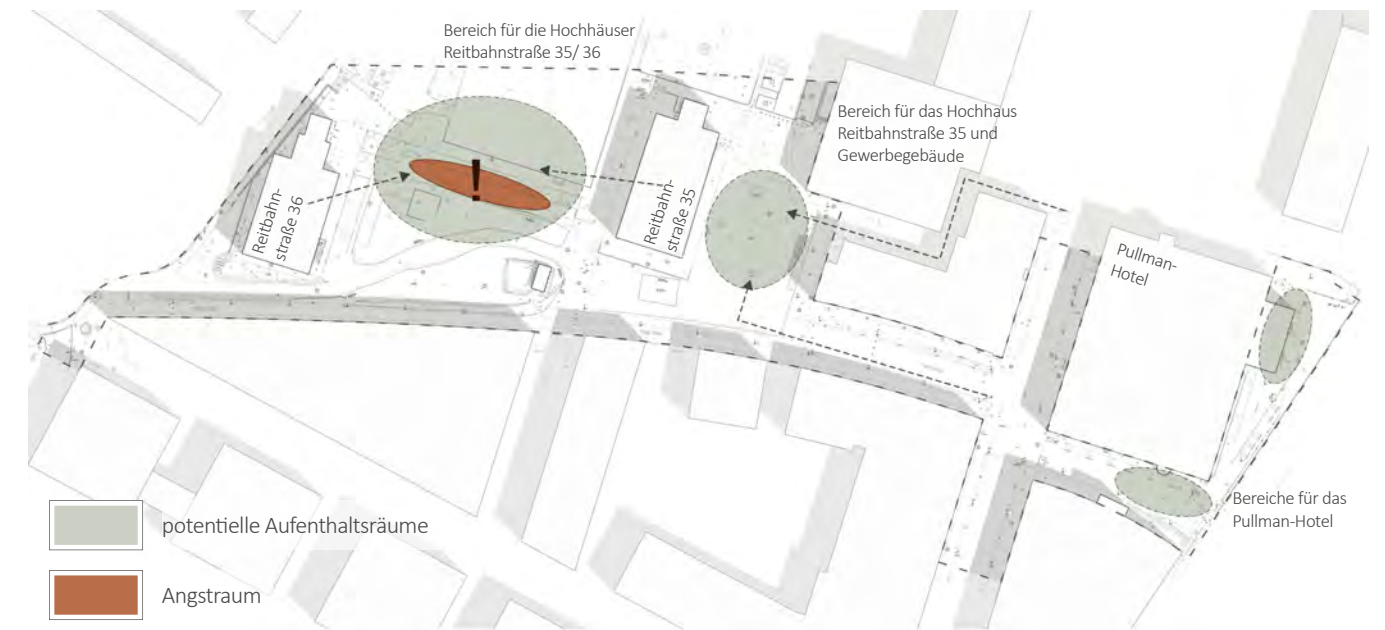 Bereich für die Hochhäuser
Reitbahnstraße 35/ 36
Bereich für das Hochhaus
Reitbahnstraße 35 und
Gewerbegebäude
Reitbahn-
straße 36
Reitbahn-
straße 35
Pullman-
Hotel
Bereiche für das
Pullman-Hotel
!
potentielle Aufenthaltsräume
Angstraum